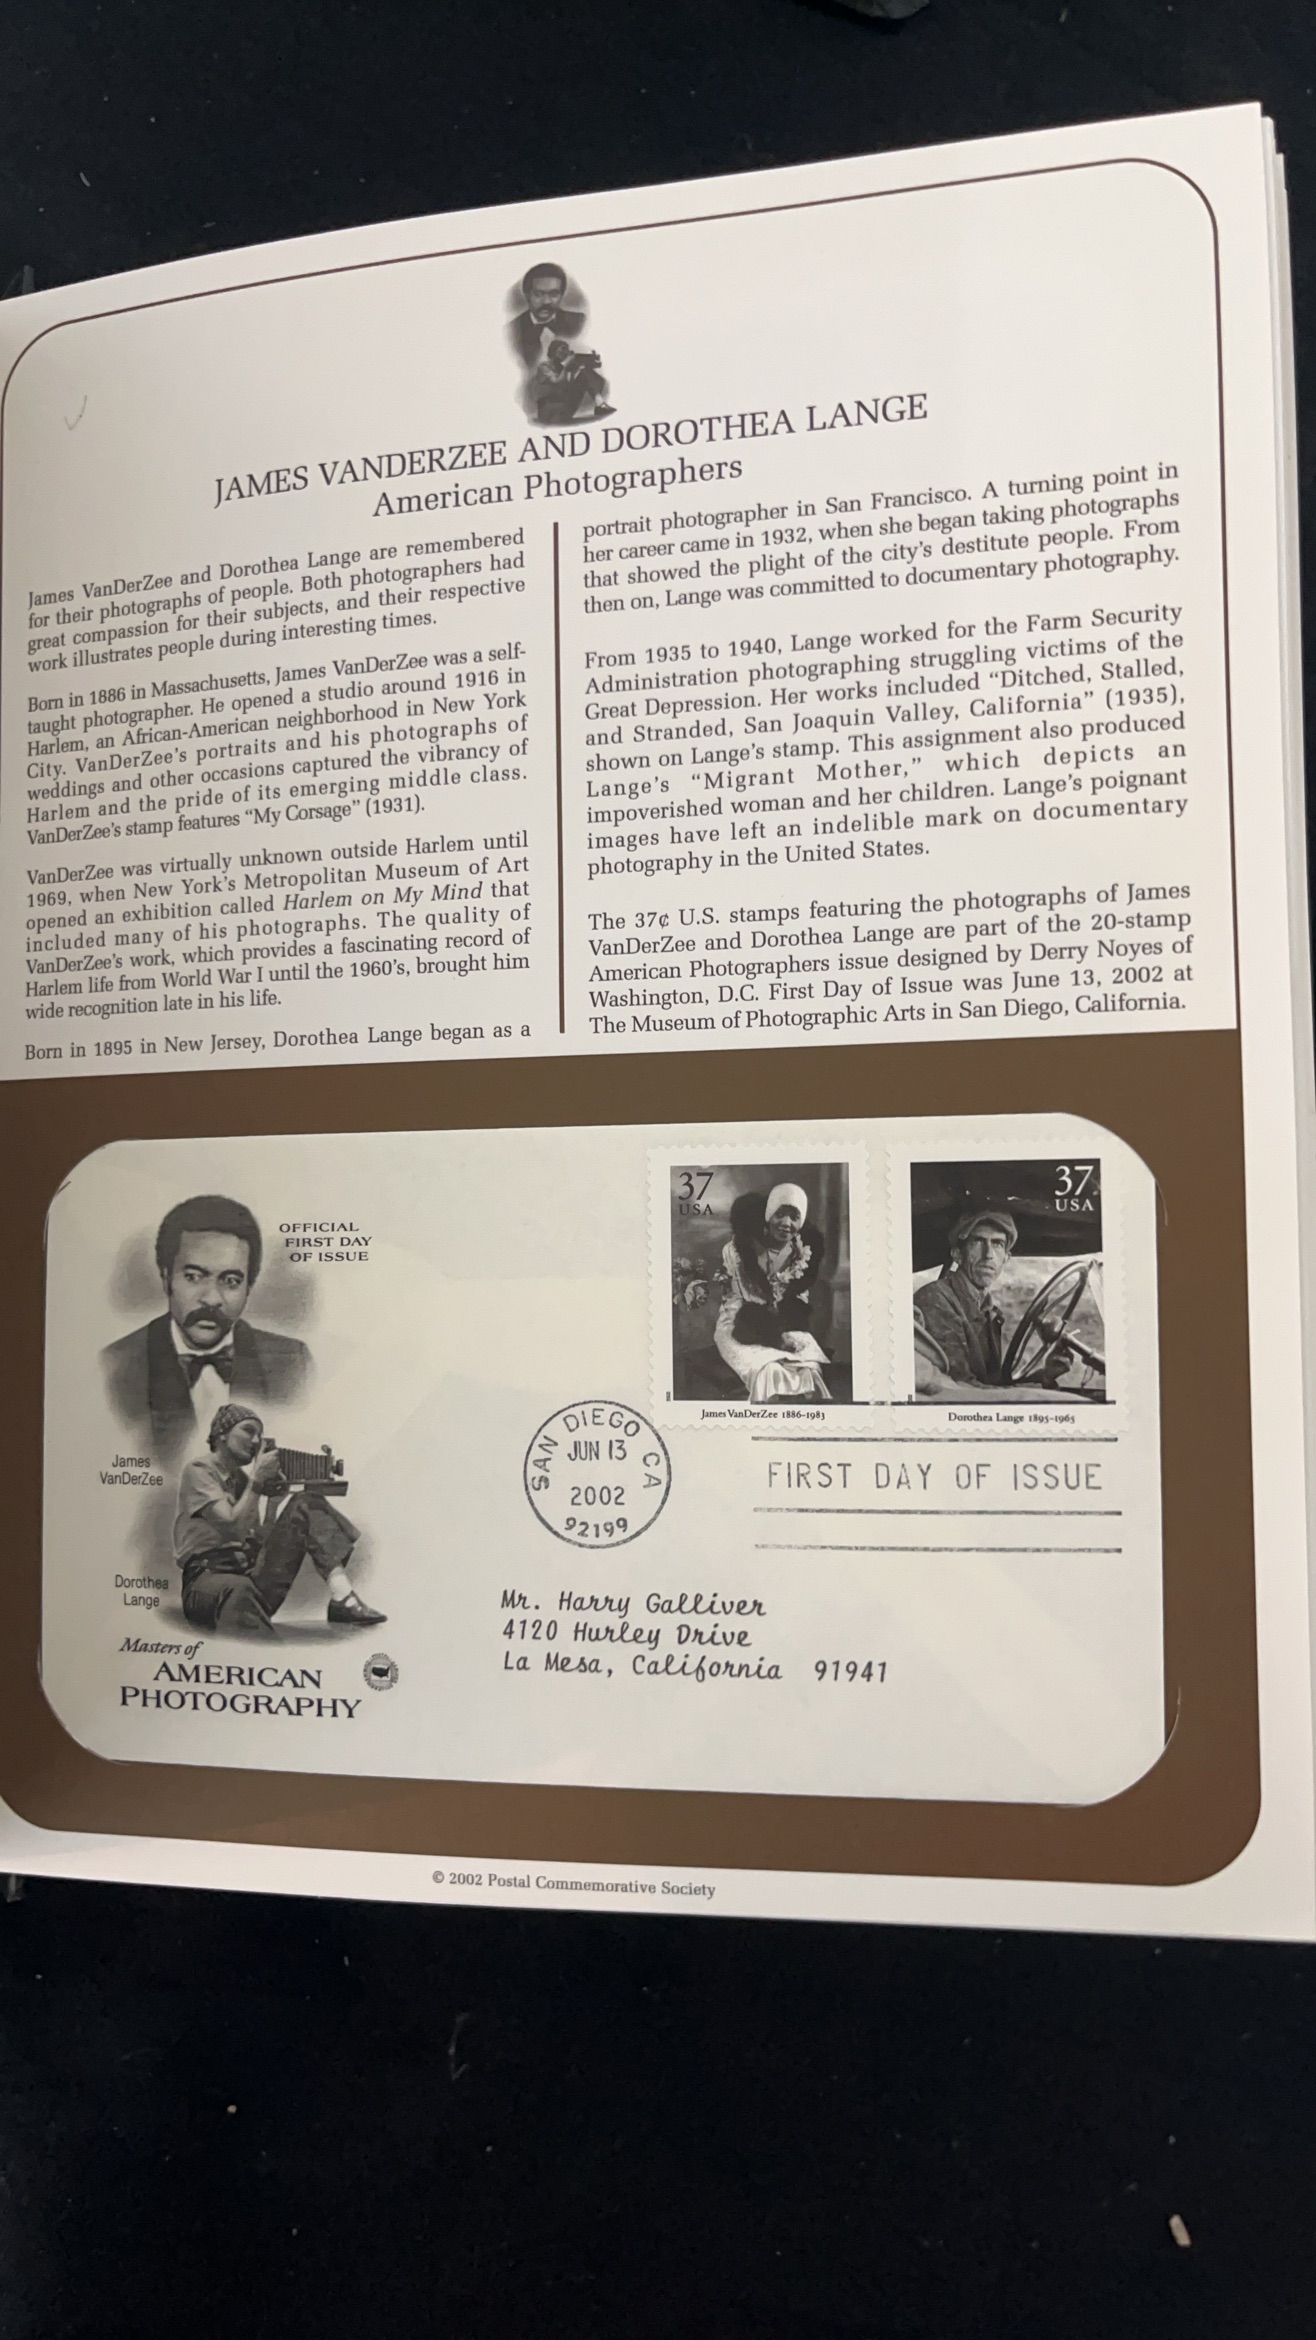 JAMES VANDERZEE AND DOROTHEA LANGE
American Photographers
James VanDerZee and Dorothea Lange are remembered
for their photographs of people. Both photographers had
great compassion for their subjects, and their respective
work illustrates people during interesting times.
Born in 1886 in Massachusetts, James VanDerZee was a self-
taught photographer. He opened a studio around 1916 in
Harlem, an African-American neighborhood in New York
City. VanDerZee's portraits and his photographs of
weddings and other occasions captured the vibrancy of
Harlem and the pride of its emerging middle class.
VanDerZee's stamp features “My Corsage” (1931).
VanDerZee was virtually unknown outside Harlem until
1969, when New York's Metropolitan Museum of Art
opened an exhibition called Harlem on My Mind that
included many of his photographs. The quality of
VanDerZee's work, which provides a fascinating record of
Harlem life from World War I until the 1960's, brought him
wide recognition late in his life.
Born in 1895 in New Jersey, Dorothea Lange began as a
portrait photographer in San Francisco. A turning point in
her career came in 1932, when she began taking photographs
that showed the plight of the city's destitute people. From
then on, Lange was committed to documentary photography.
From 1935 to 1940, Lange worked for the Farm Security
Administration photographing struggling victims of the
Great Depression. Her works included “Ditched, Stalled,
and Stranded, San Joaquin Valley, California” (1935),
shown on Lange's stamp. This assignment also produced
Lange's “Migrant Mother,” which depicts an
impoverished woman and her children. Lange's poignant
images have left an indelible mark on documentary
photography in the United States.
The 37¢ U.S. stamps featuring the photographs of James
VanDerZee and Dorothea Lange are part of the 20-stamp
American Photographers issue designed by Derry Noyes of
Washington, D.C. First Day of Issue was June 13, 2002 at
The Museum of Photographic Arts in San Diego, California.
OFFICIAL
FIRST DAY
OF ISSUE
James
VanDerZee
Dorothea
Lange
Masters of
AMERICAN
PHOTOGRAPHY
37
USA
James VanDerZee 1886-1983
37
USA
Dorothea Lange 1895-1965
SAN DIEGO CA
JUN 13
2002
92199
FIRST DAY OF ISSUE
Mr. Harry Galliver
4120 Hurley Drive
La Mesa, California 91941
© 2002 Postal Commemorative Society